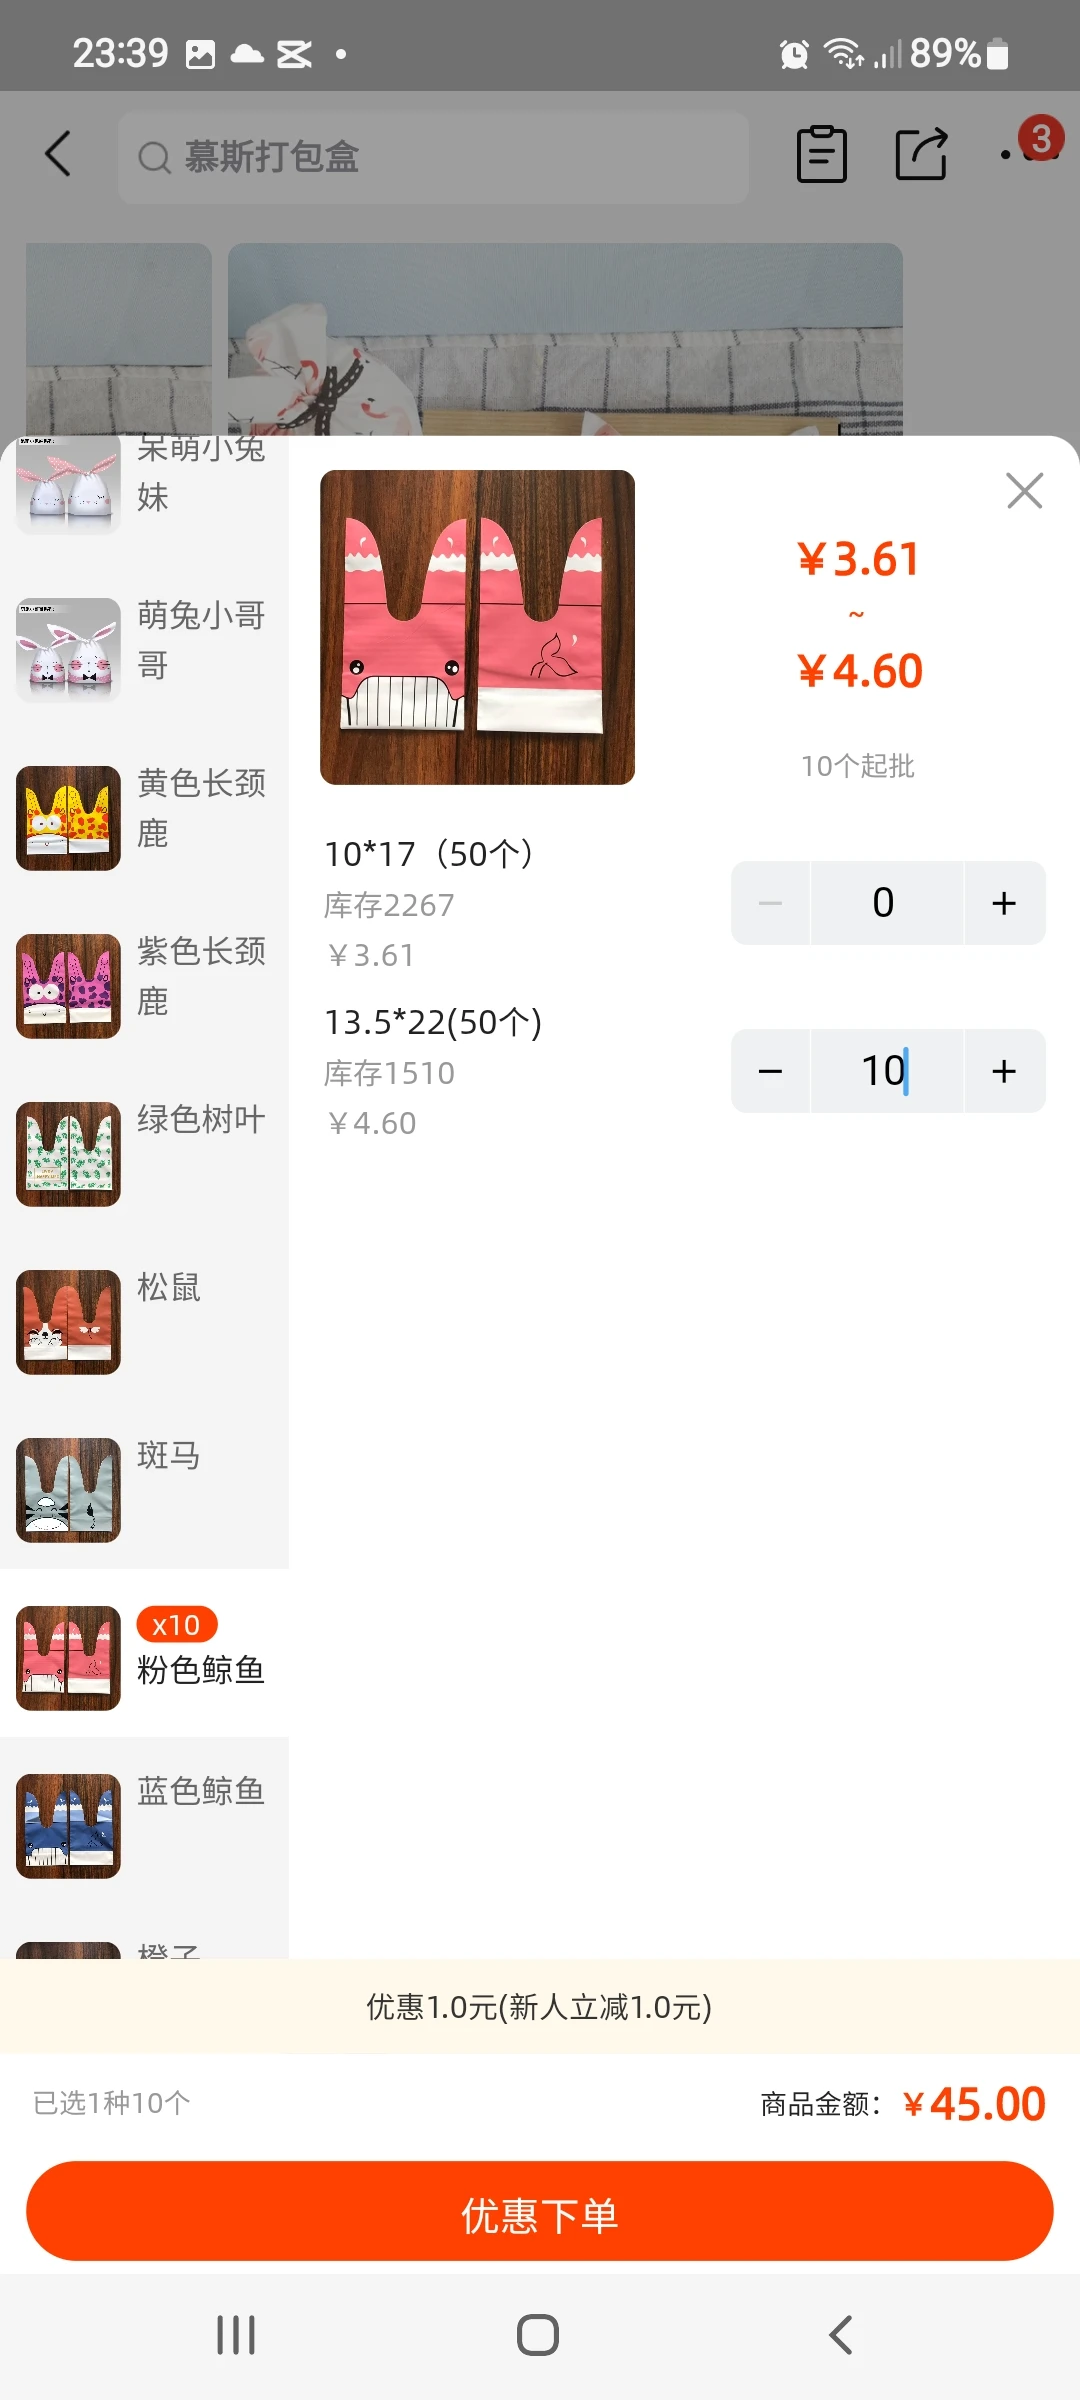 23:39
89%
慕斯打包盒
3
呆萌小兔
妹
萌兔小哥
哥
黄色长颈
鹿
紫色长颈
鹿
绿色树叶
松鼠
斑马
x10
粉色鲸鱼
蓝色鲸鱼
橙子
¥3.61
~
¥4.60
10个起批
10*17（50个）
库存2267
¥3.61
0
13.5*22(50个)
库存1510
¥4.60
10
优惠1.0元(新人立减1.0元)
已选1种10个
商品金额：¥45.00
优惠下单